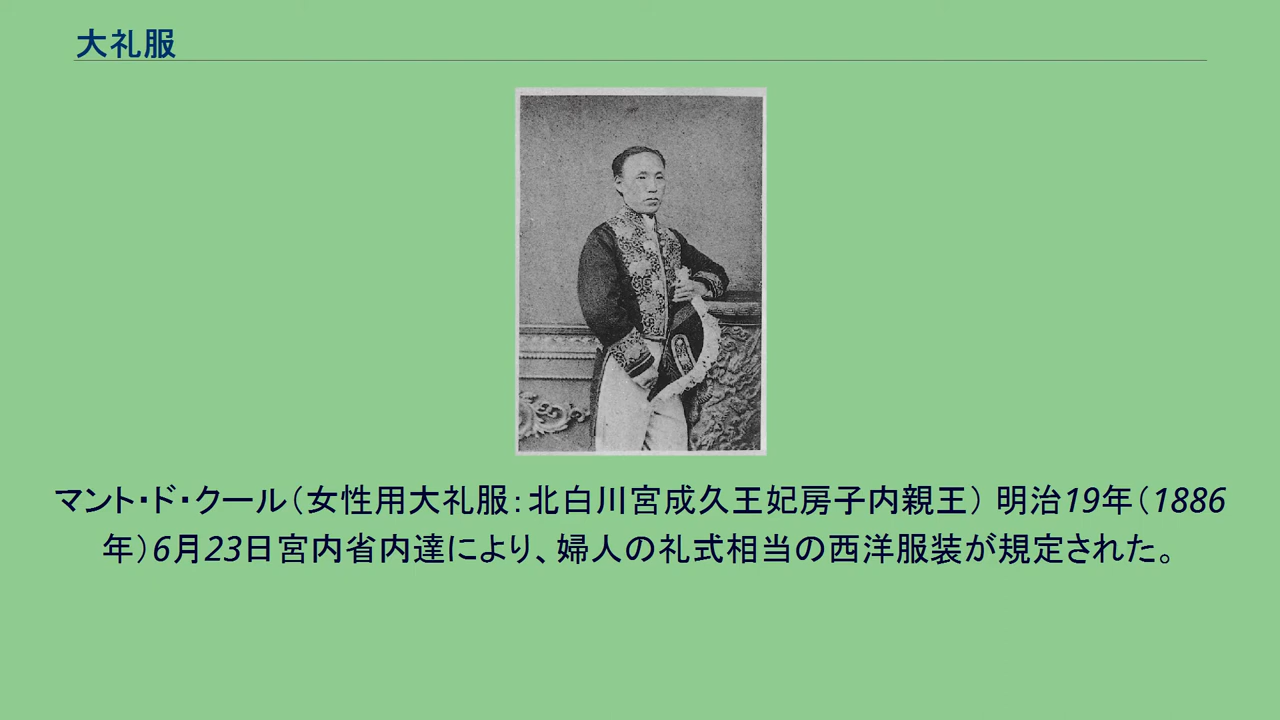 大礼服
マント・ド・クール（女性用大礼服：北白川宮成久王妃房子内親王） 明治19年（1886
年）6月23日宮内省内達により、婦人の礼式相当の西洋服装が規定された。